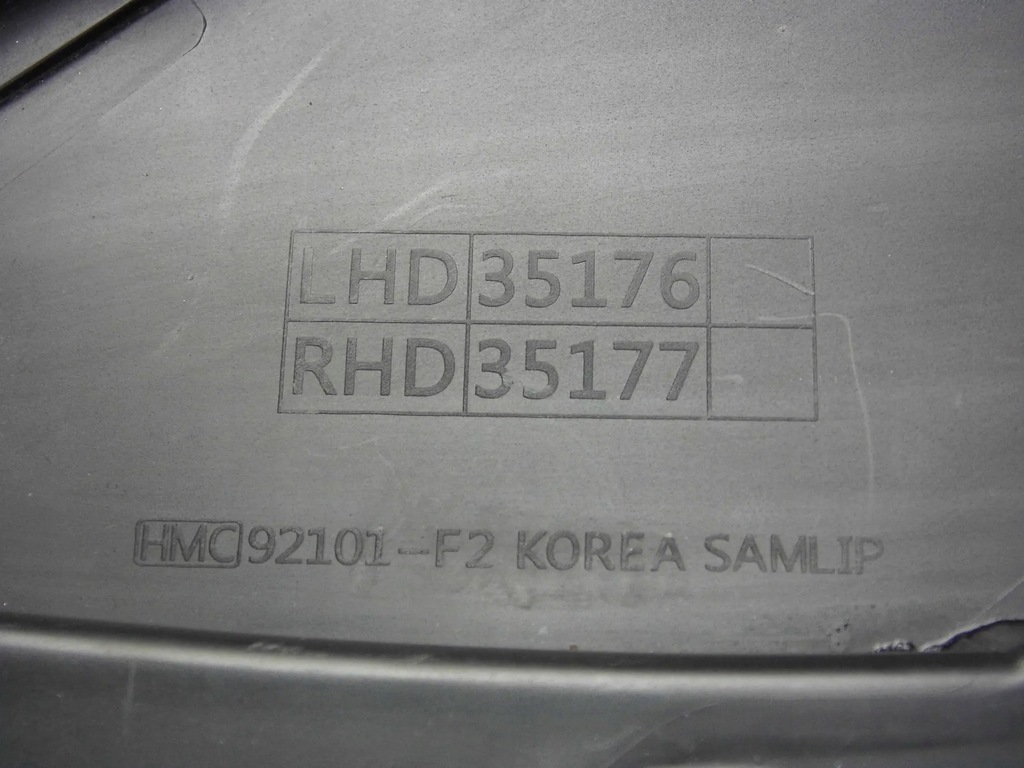 LHD 35176
RHD 35177
HMC 92101-F2 KOREA SAMLIP